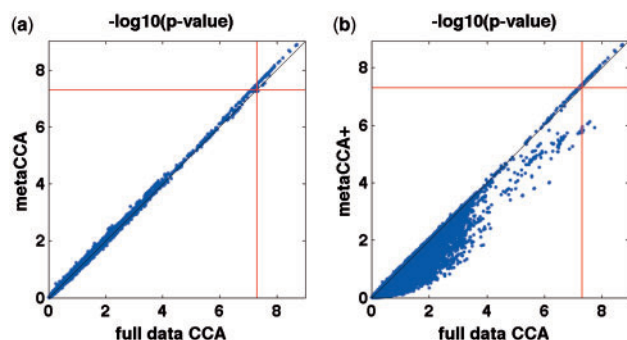 (a) -log10(p-value)
metaCCA
8
6
4
2
0
0 2 4 6 8
full data CCA
(b) -log10(p-value)
metaCCA+
8
6
4
2
0
0 2 4 6 8
full data CCA